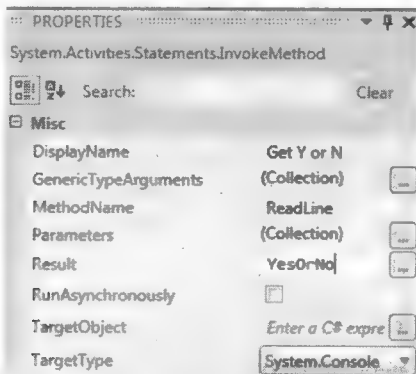 PROPERTIES
System.Activities.Statements.InvokeMethod
Search: Clear
Misc
DisplayName Get Y or N
GenericTypeArguments (Collection)
MethodName ReadLine
Parameters (Collection)
Result YesOrNo
RunAsynchronously
TargetObject Enter a C# expre
TargetType System.Console